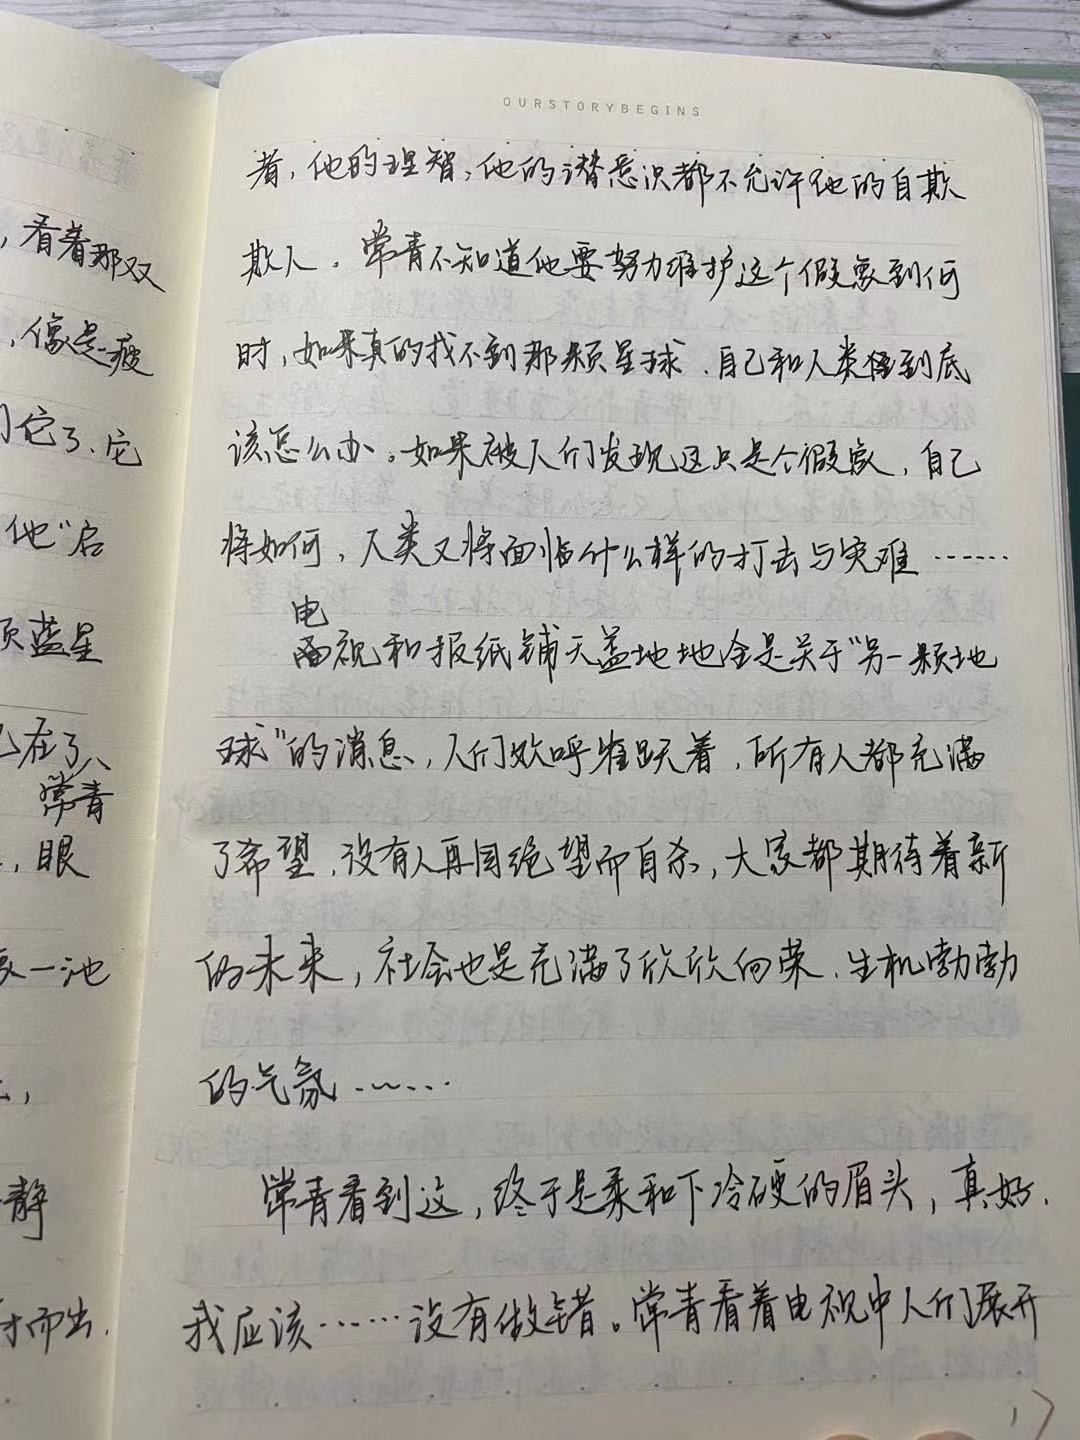 ，看着那双
，像是疲
们它了、它
他"启
蓝星
在了、
常青
，眼
一池
，
静
而出.
OURSTORYBEGINS
者，他的理智，他的潜意识都不允许他的自欺
欺人。常青不知道他要努力维护这个假象到何
时，如果真的找不到那颗星球、自己和人类到底
该怎么办。如果被人们发现这只是个假象，自己
将如何，人类又将面临什么样的打击与灾难……
电
视和报纸铺天盖地地全是关于"另一颗地
球"的消息，人们欢呼雀跃着，所有人都充满
了希望，没有人再因绝望而自杀，大家都期待着新
的未来，社会也是充满了欣欣向荣、生机勃勃
的气氛……
常青看到这，终于是柔和下冷硬的眉头，真好.
我应该……没有做错。常青看着电视中人们展开